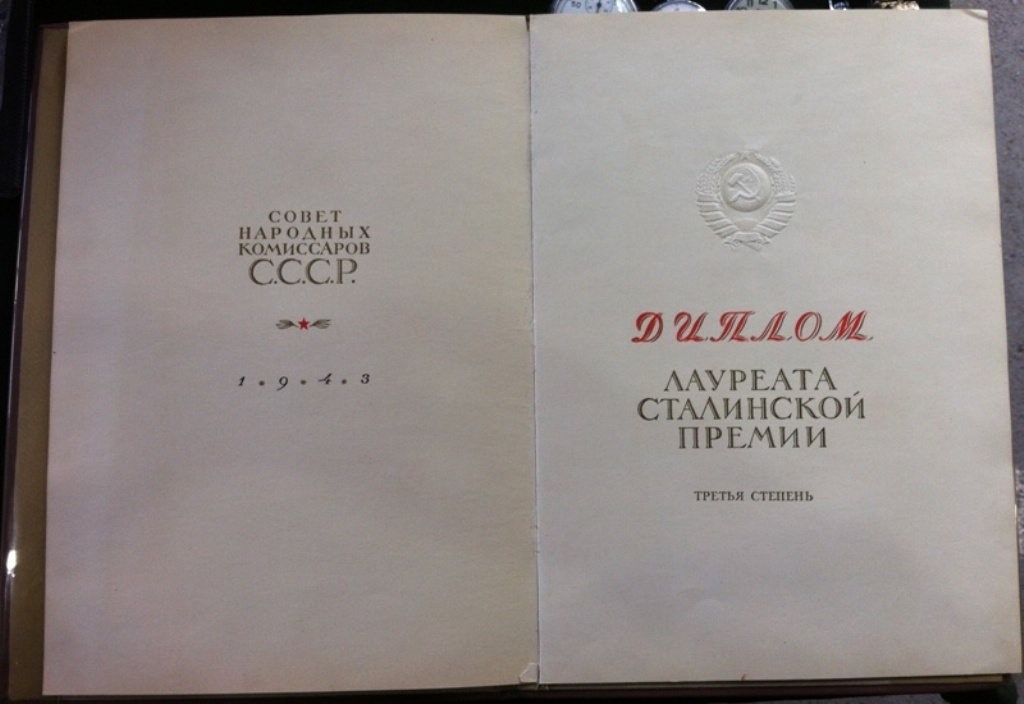 СОВЕТ
НАРОДНЫХ
КОМИССАРОВ
С.С.С.Р.
1 • 9 • 4 • 3
ДИПЛОМ
ЛАУРЕАТА
СТАЛИНСКОЙ
ПРЕМИИ
ТРЕТЬЯ СТЕПЕНЬ